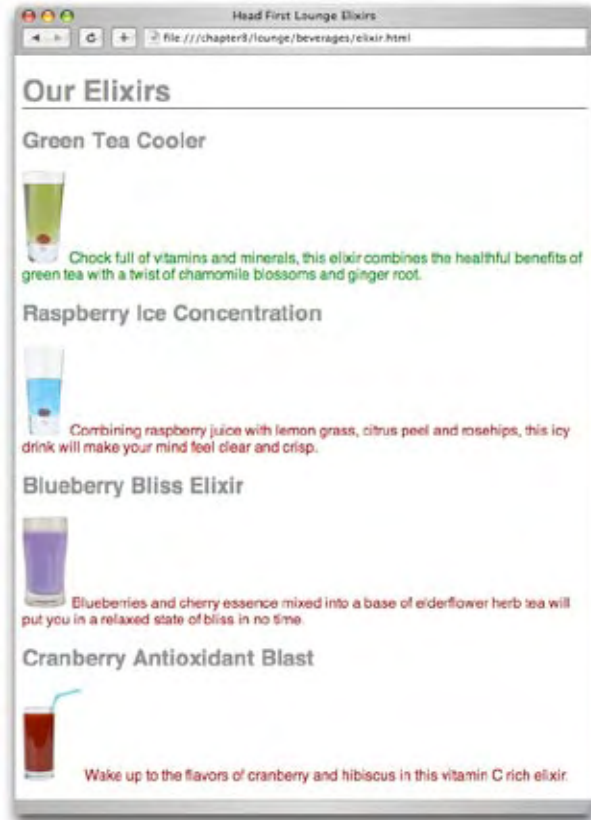 Head First Lounge Elixirs
file:///chapter8/lounge/beverages/elixir.html
Our Elixirs
Green Tea Cooler
Chock full of vitamins and minerals, this elixir combines the healthful benefits of
green tea with a twist of chamomile blossoms and ginger root.
Raspberry Ice Concentration
Combining raspberry juice with lemon grass, citrus peel and rosehips, this icy
drink will make your mind feel clear and crisp.
Blueberry Bliss Elixir
Blueberries and cherry essence mixed into a base of elderflower herb tea will
put you in a relaxed state of bliss in no time.
Cranberry Antioxidant Blast
Wake up to the flavors of cranberry and hibiscus in this vitamin C rich elixir.